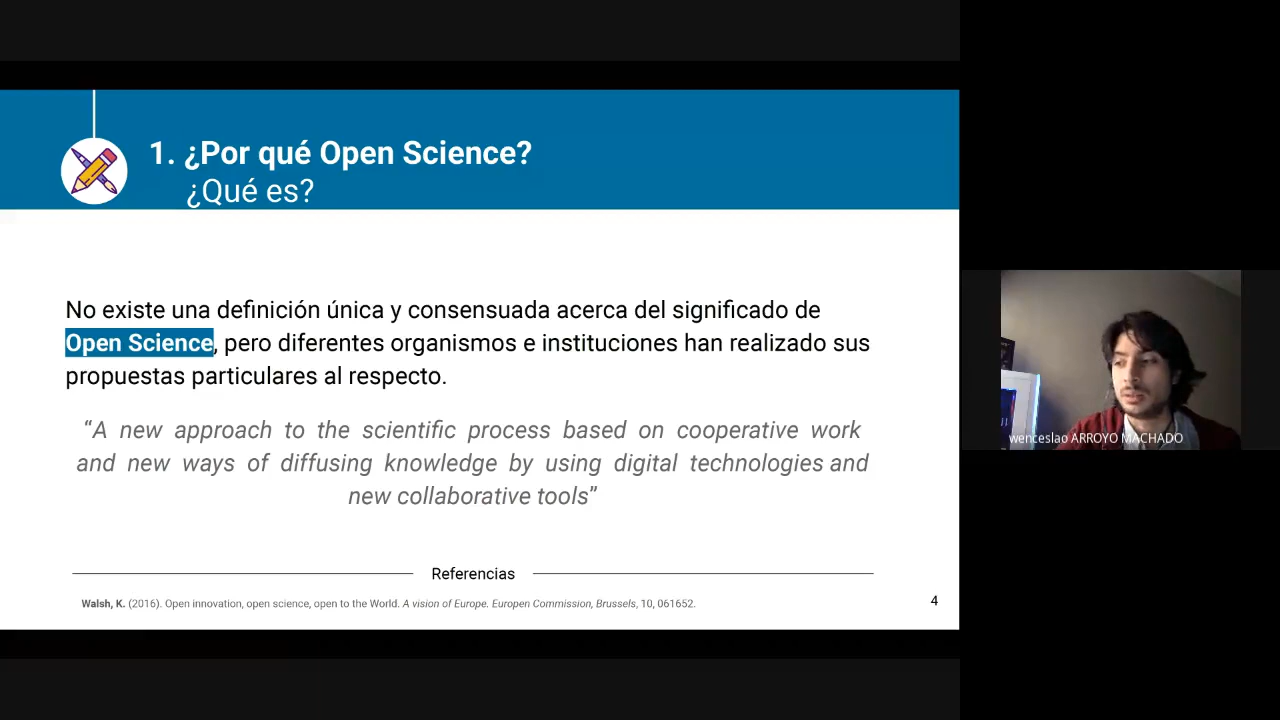 1. ¿Por qué Open Science?
¿Qué es?
No existe una definición única y consensuada acerca del significado de
Open Science, pero diferentes organismos e instituciones han realizado sus
propuestas particulares al respecto.
“A new approach to the scientific process based on cooperative work
and new ways of diffusing knowledge by using digital technologies and
new collaborative tools”
Referencias
Walsh, K. (2016). Open innovation, open science, open to the World. A vision of Europe. Europen Commission, Brussels, 10, 061652.
4
wenceslao ARROYO MACHADO